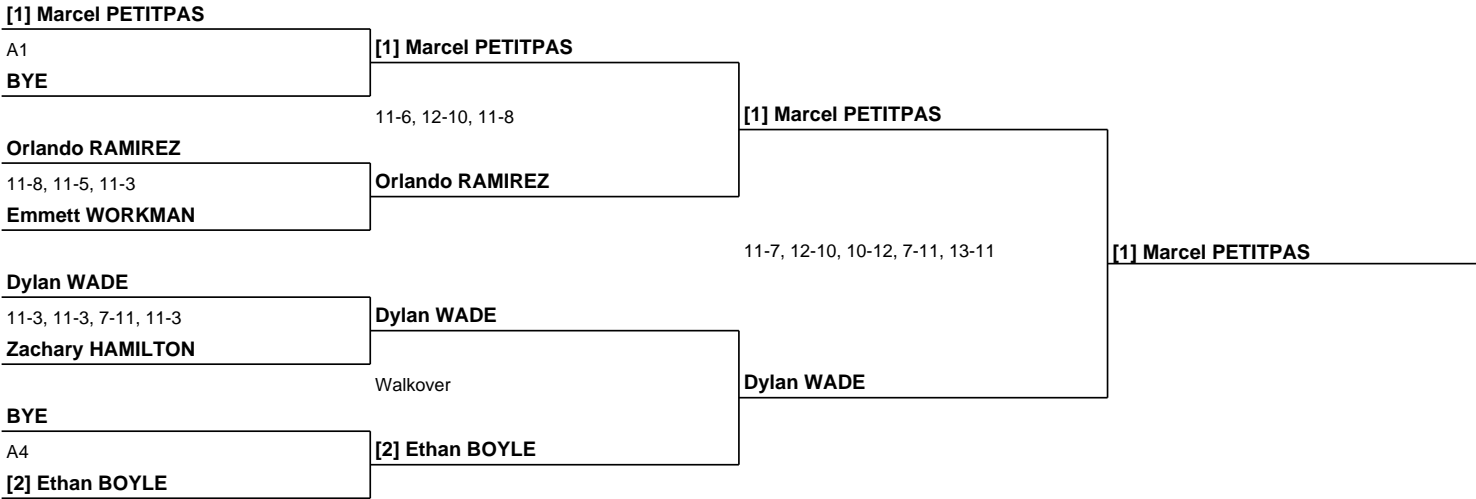 [1] Marcel PETITPAS
A1
BYE
[1] Marcel PETITPAS
11-6, 12-10, 11-8
Orlando RAMIREZ
11-8, 11-5, 11-3
Emmett WORKMAN
Orlando RAMIREZ
[1] Marcel PETITPAS
11-7, 12-10, 10-12, 7-11, 13-11
[1] Marcel PETITPAS
Dylan WADE
11-3, 11-3, 7-11, 11-3
Zachary HAMILTON
Dylan WADE
Walkover
Dylan WADE
BYE
A4
[2] Ethan BOYLE
[2] Ethan BOYLE